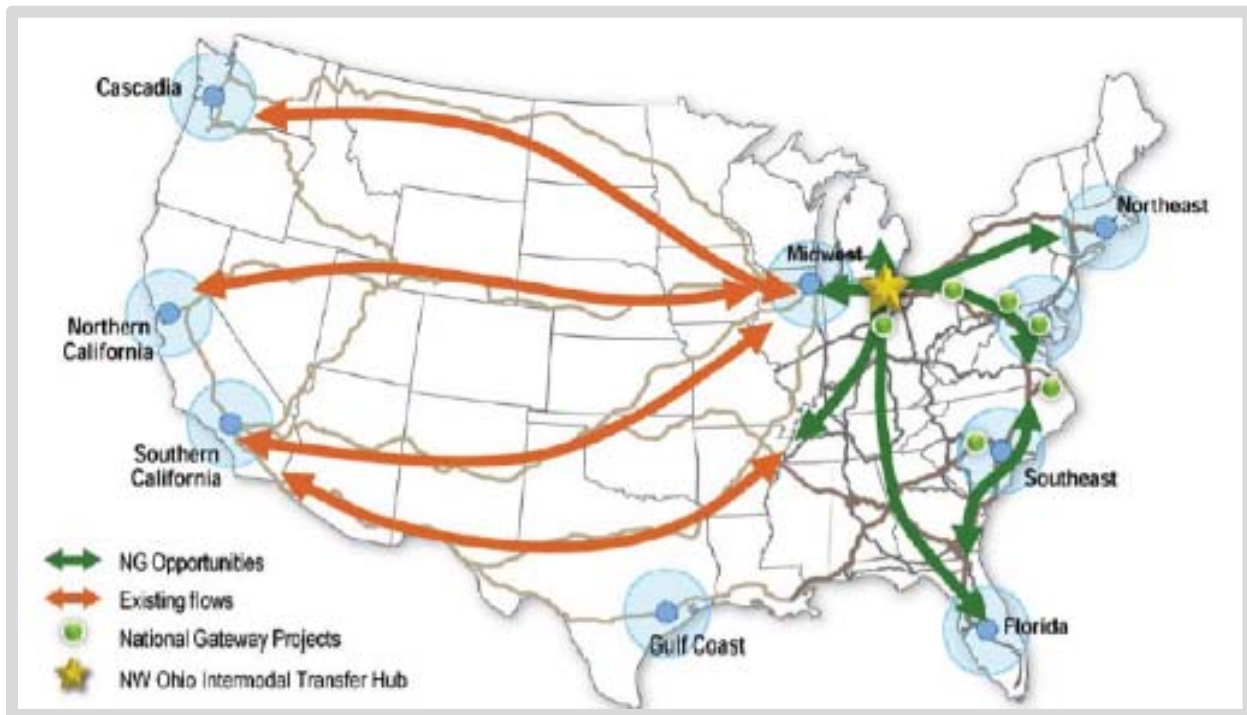 Cascadia
Northeast
Midwest
Northern
California
Southern
California
Southeast
Gulf Coast
Florida
NG Opportunities
Existing flows
National Gateway Projects
NW Ohio Intermodal Transfer Hub